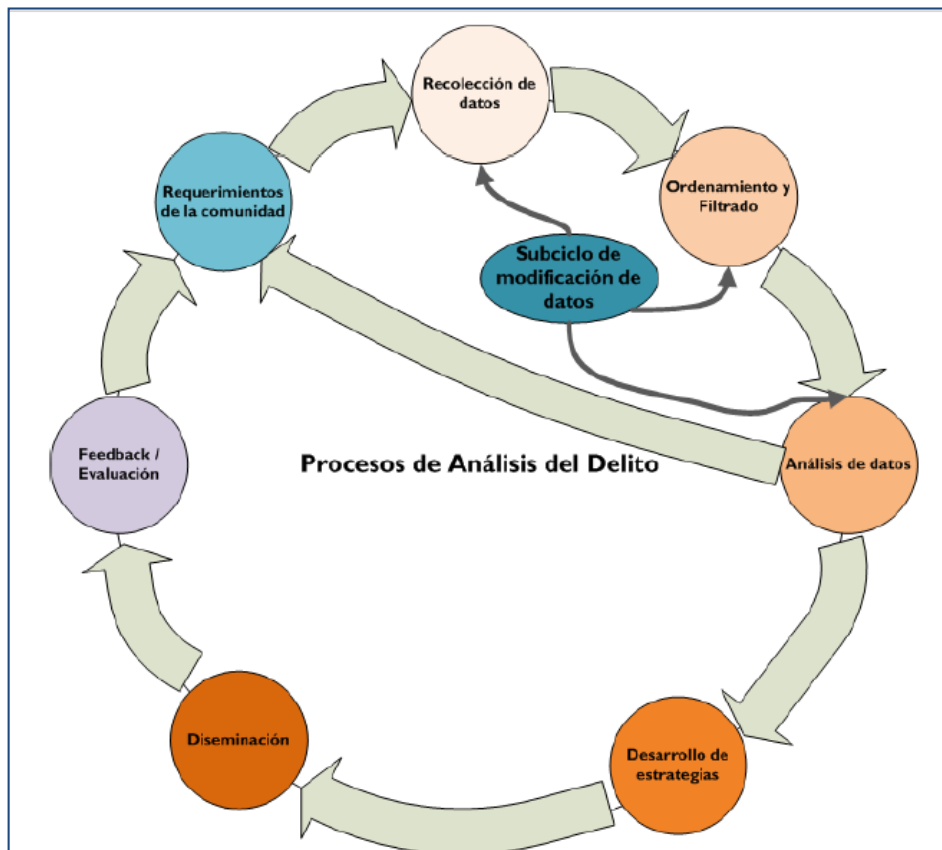 Recolección de
datos
Requerimientos
de la comunidad
Ordenamiento y
Filtrado
Subciclo de
modificación de
datos
Feedback /
Evaluación
Procesos de Análisis del Delito
Análisis de datos
Diseminación
Desarrollo de
estrategias